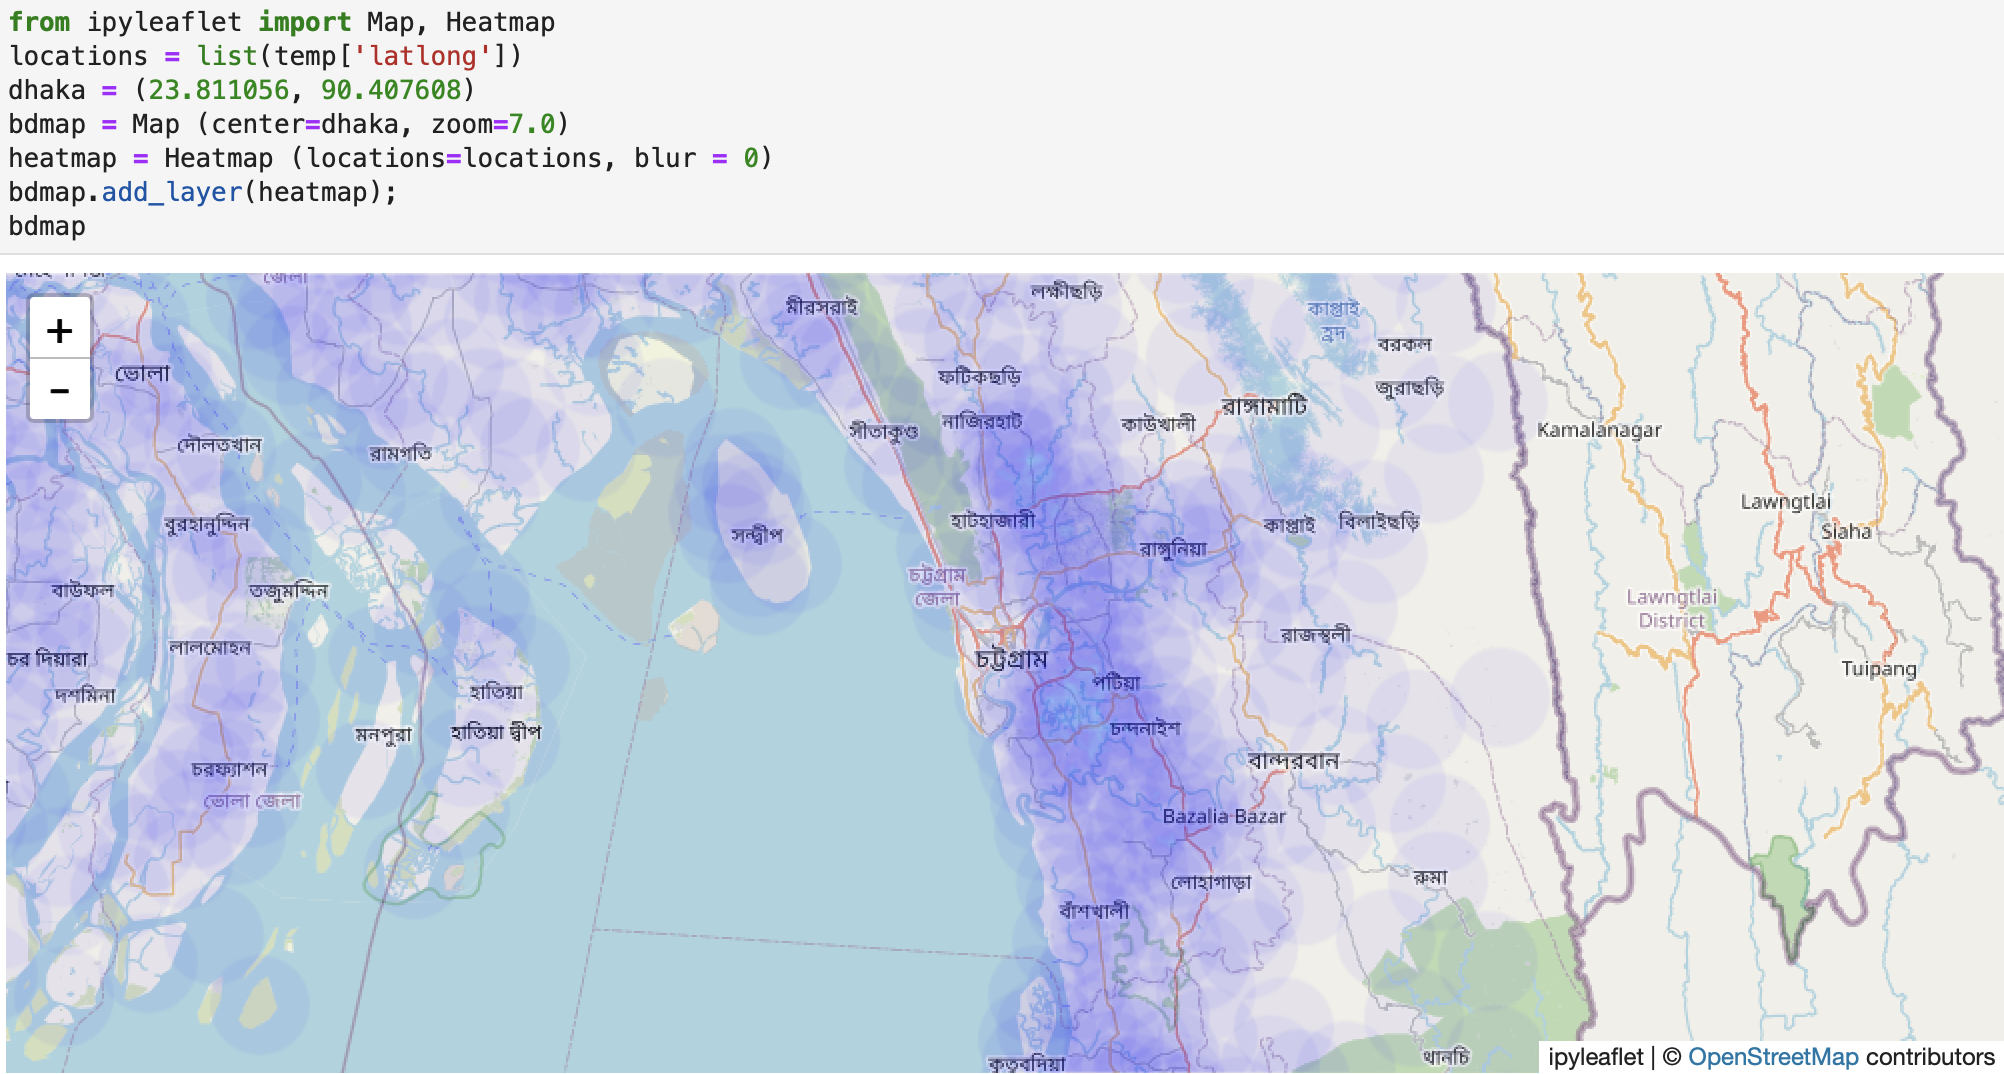 from ipyleaflet import Map, Heatmap
locations = list(temp['latlong'])
dhaka = (23.811056, 90.407608)
bdmap = Map (center=dhaka, zoom=7.0)
heatmap = Heatmap (locations=locations, blur = 0)
bdmap.add_layer(heatmap);
bdmap
জেলা
+
−
মীরসরাই
লক্ষীছড়ি
কাপ্তাই
হ্রদ
বরকল
ভোলা
ফটিকছড়ি
জুরাছড়ি
রাঙ্গামাটি
নাজিরহাট
কাউখালী
সীতাকুণ্ড
Kamalanagar
দৌলতখান
রামগতি
Lawngtlai
বুরহানুদ্দিন
সন্দ্বীপ
হাটহাজারী
কাপ্তাই
বিলাইছড়ি
Siaha
রাঙ্গুনিয়া
বাউফল
তজুমদ্দিন
চট্টগ্রাম
জেলা
Lawngtlai
District
লালমোহন
রাজস্থলী
চর দিয়ারা
চট্টগ্রাম
Tuipang
দশমিনা
হাতিয়া
পটিয়া
মনপুরা
হাতিয়া দ্বীপ
চন্দনাইশ
চরফ্যাশন
বান্দরবান
ভোলা জেলা
Bazalia Bazar
লোহাগাড়া
রুমা
বাঁশখালী
কুতুবদিয়া
থানচি
ipyleaflet | © OpenStreetMap contributors